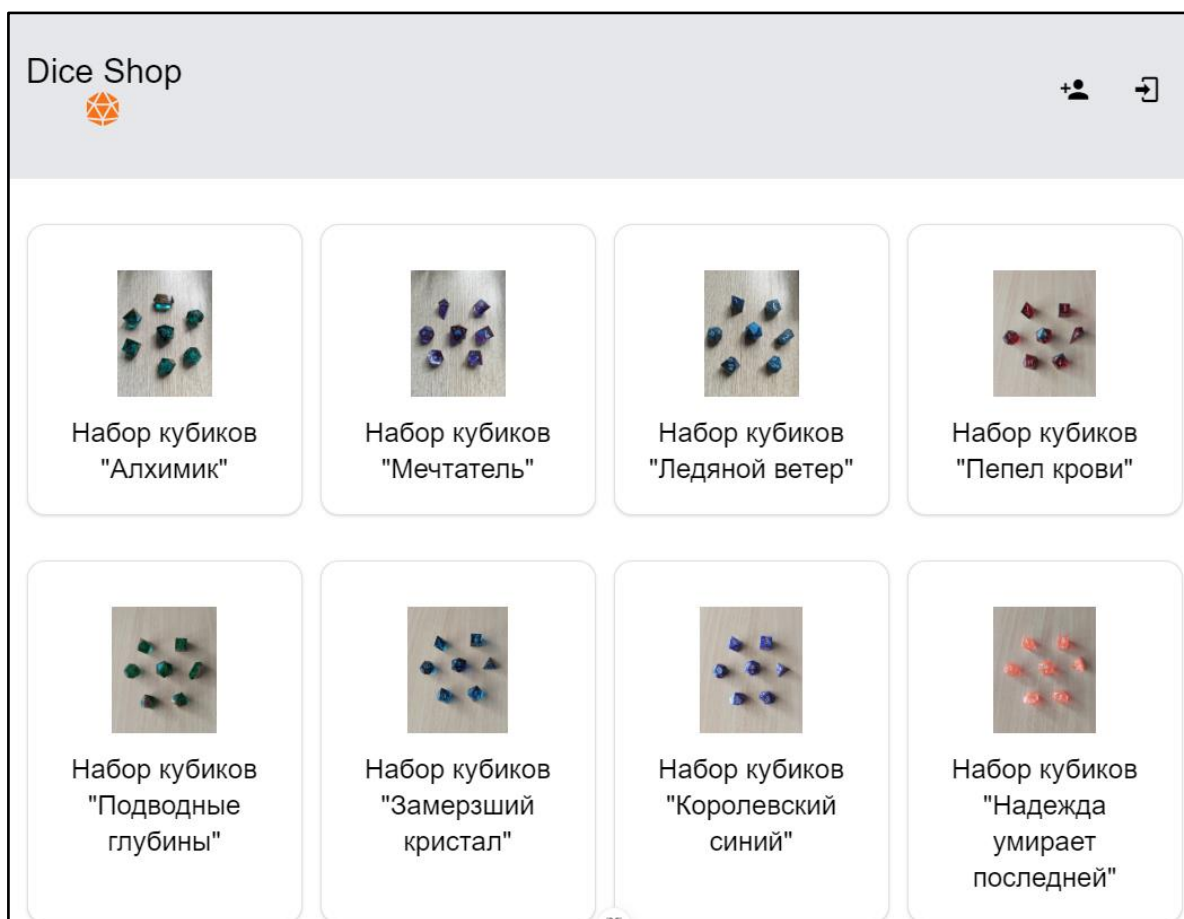 Dice Shop
Набор кубиков
"Алхимик"
Набор кубиков
"Мечтатель"
Набор кубиков
"Ледяной ветер"
Набор кубиков
"Пепел крови"
Набор кубиков
"Подводные
глубины"
Набор кубиков
"Замерзший
кристал"
Набор кубиков
"Королевский
синий"
Набор кубиков
"Надежда
умирает
последней"